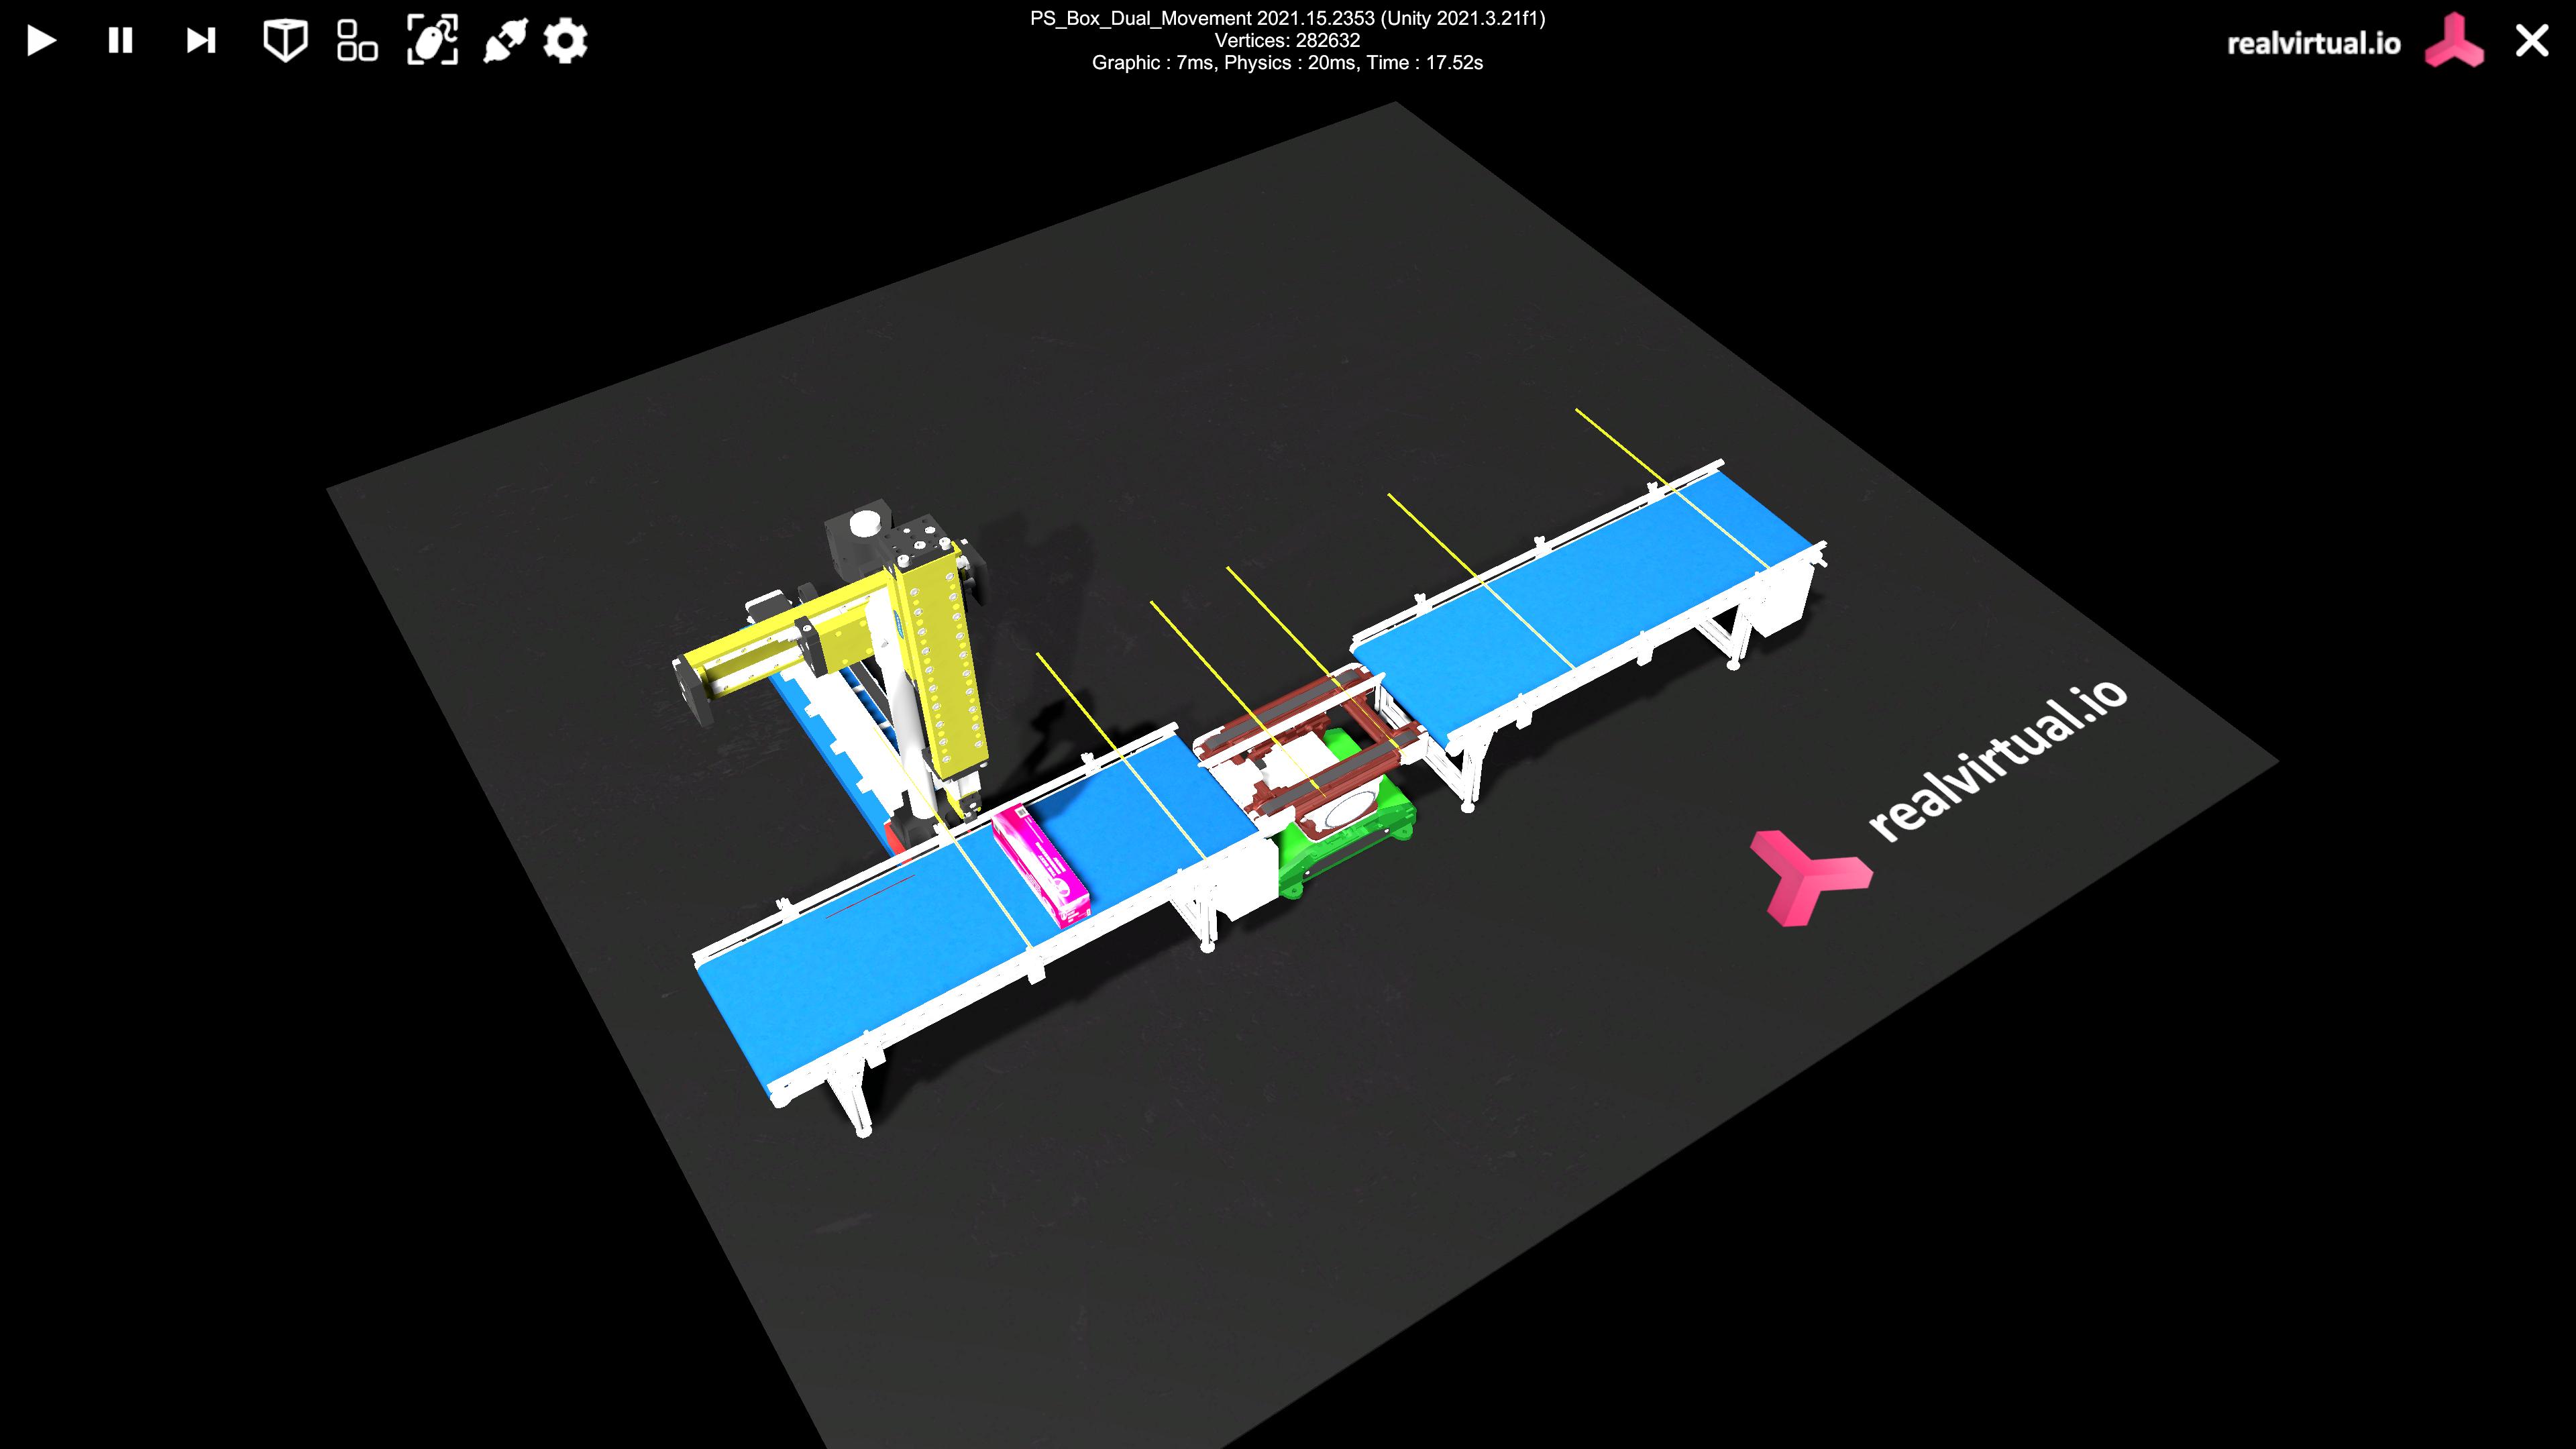 PS_Box_Dual_Movement 2021.15.2353 (Unity 2021.3.21f1)
Vertices: 282632
Graphic : 7ms, Physics : 20ms, Time : 17.52s
realvirtual.io
realvirtual.io